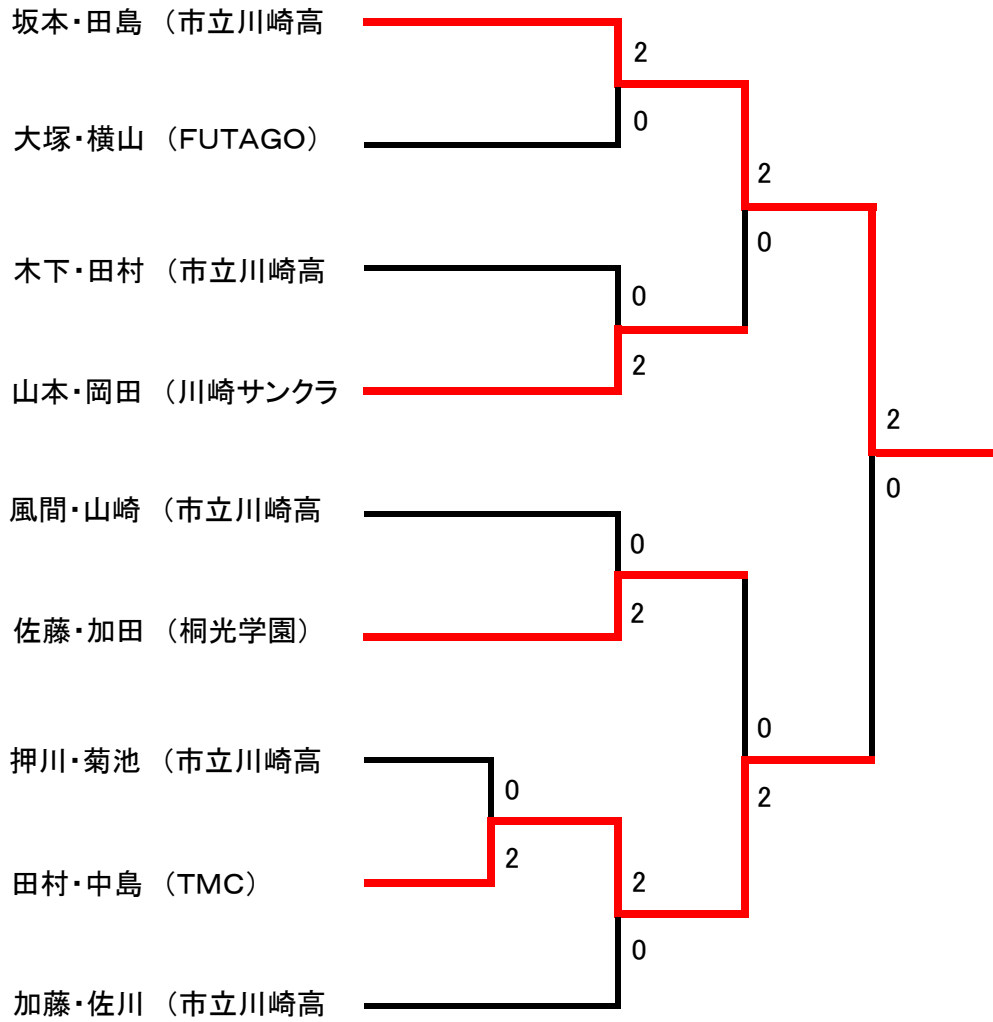 坂本・田島 （市立川崎高
2
0
大塚・横山 （FUTAGO）
2
0
木下・田村 （市立川崎高
0
2
山本・岡田 （川崎サンクラ
2
0
風間・山崎 （市立川崎高
0
2
佐藤・加田 （桐光学園）
0
2
押川・菊池 （市立川崎高
0
2
田村・中島 （TMC）
2
0
加藤・佐川 （市立川崎高